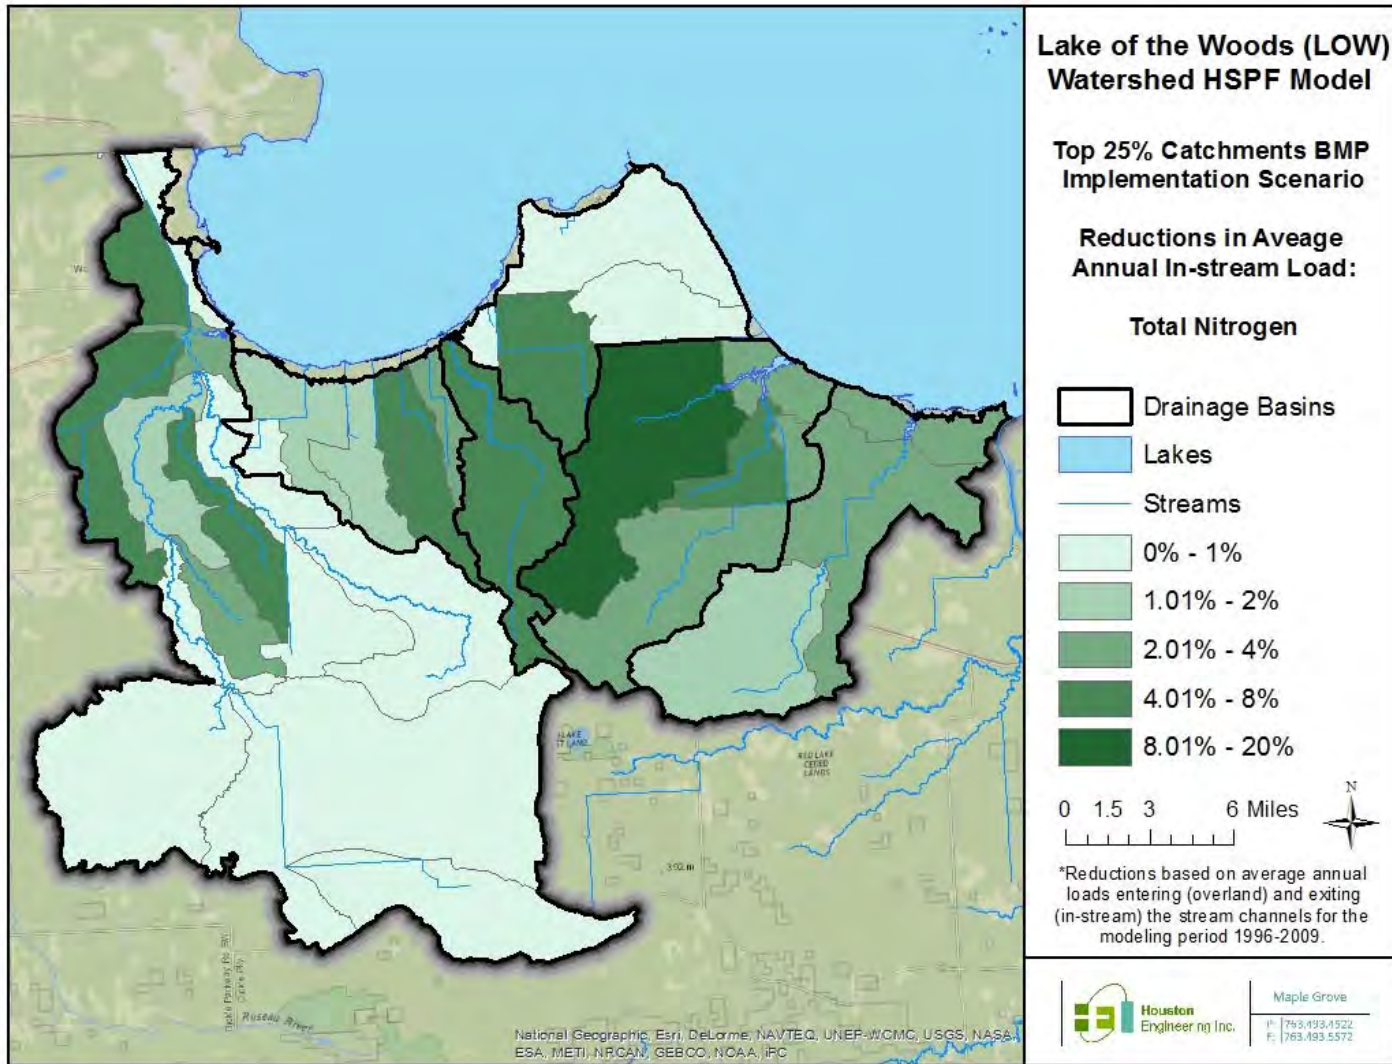 Lake of the Woods (LOW)
Watershed HSPF Model
Top 25% Catchments BMP
Implementation Scenario
Reductions in Aveage
Annual In-stream Load:
Total Nitrogen
Drainage Basins
Lakes
Streams
0% - 1%
1.01% - 2%
2.01% - 4%
4.01% - 8%
8.01% - 20%
0 1.5 3 6 Miles
N
*Reductions based on average annual
loads entering (overland) and exiting
(in-stream) the stream channels for the
modeling period 1996-2009.
Houston
Engineering Inc.
Maple Grove
P: 763.493.4522
F: 763.493.5572
LAKE
RED LAKE
CEDED
LANDS
Roseau River
National Geographic, Esri, DeLorme, NAVTEQ, UNEP-WCMC, USGS, NASA,
ESA, METI, NRCAN, GEBCO, NOAA, iPC